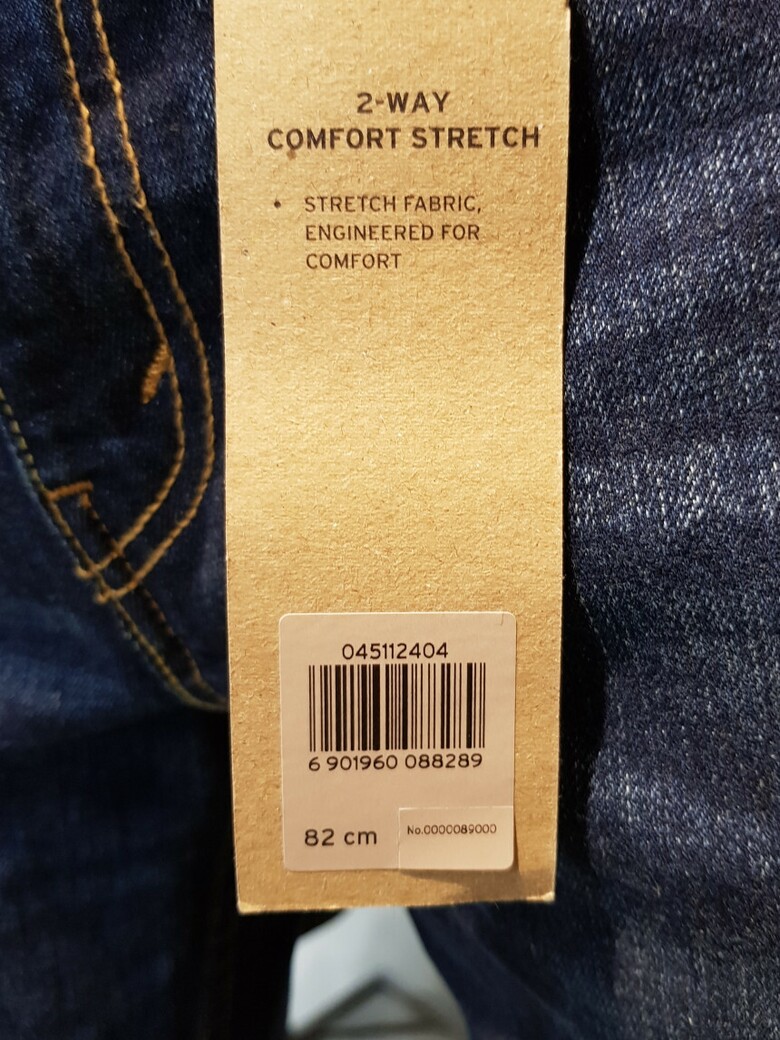 2-WAY
COMFORT STRETCH
• STRETCH FABRIC,
ENGINEERED FOR
COMFORT
045112404
6 901960 088289
82 cm
No.0000089000